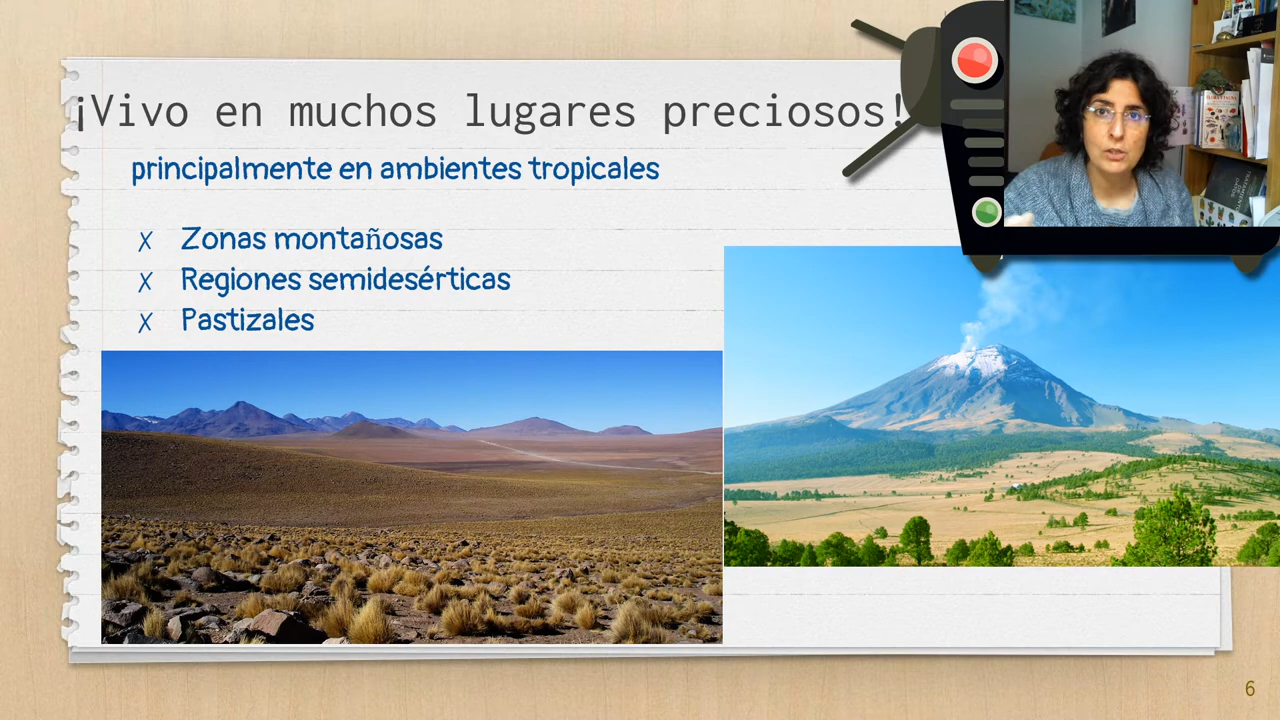 ¡Vivo en muchos lugares preciosos!
principalmente en ambientes tropicales
✗ Zonas montañosas
✗ Regiones semidesérticas
✗ Pastizales
6